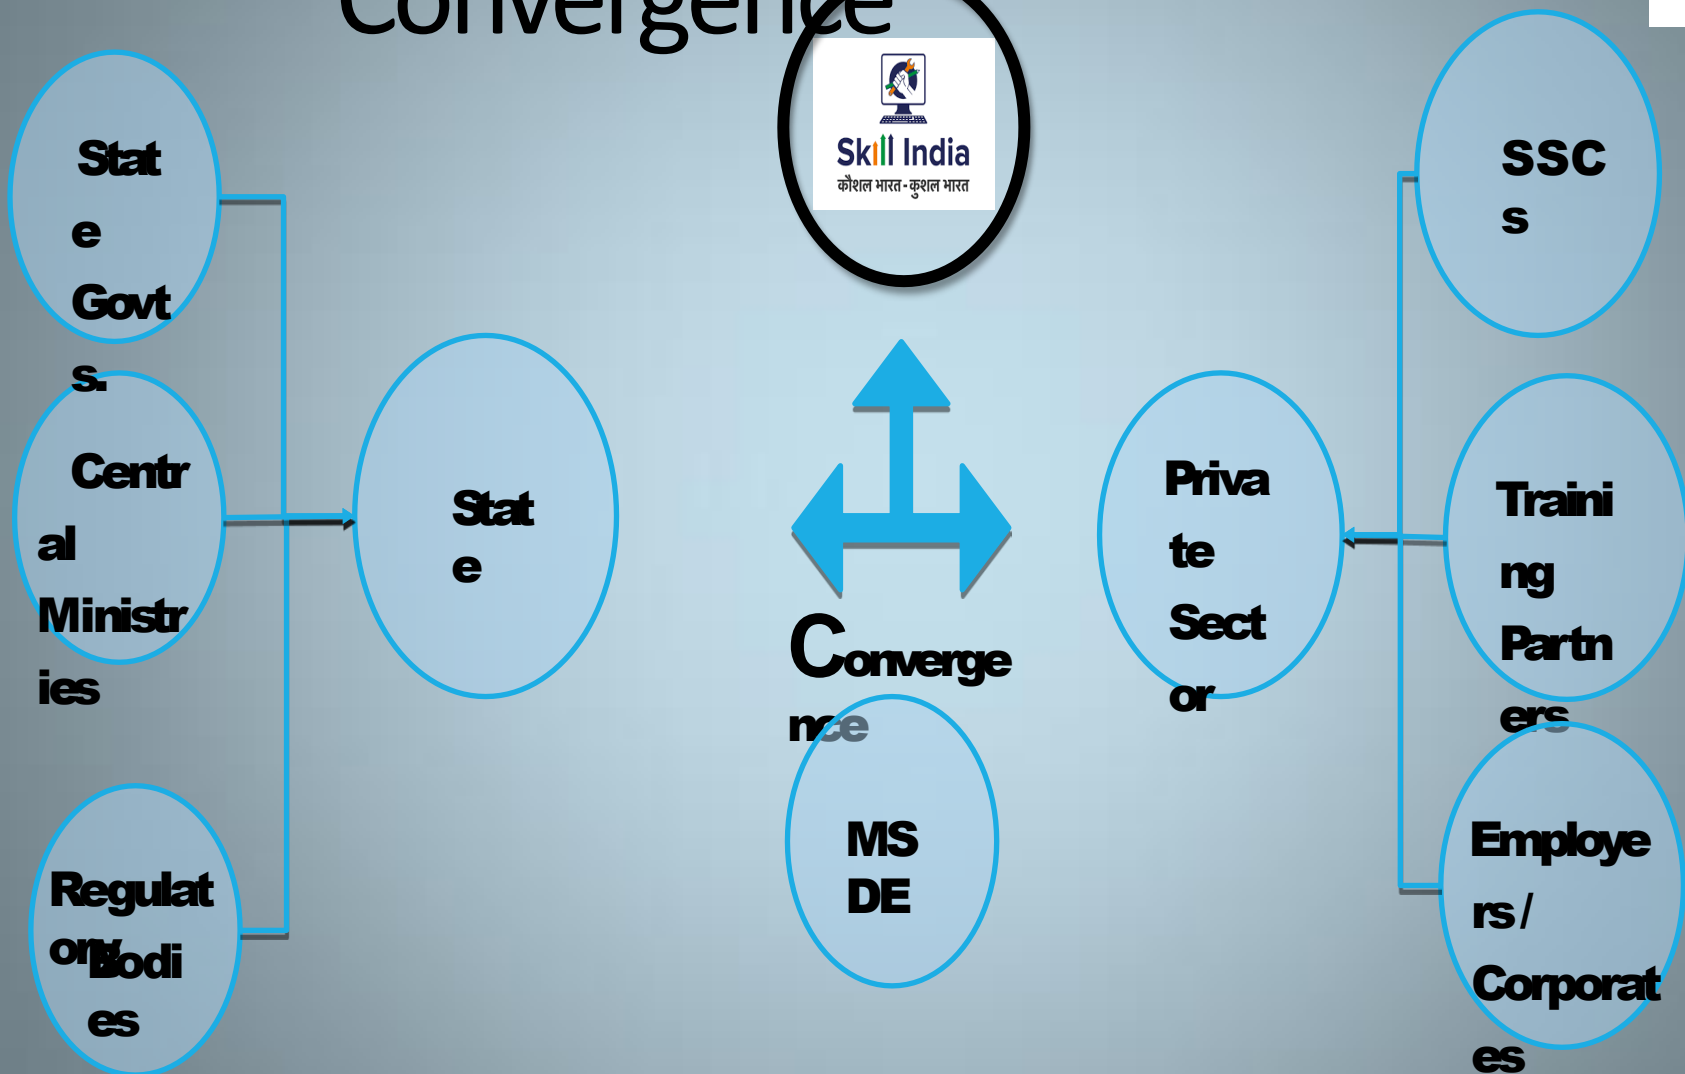 Convergence
Skill India
कौशल भारत - कुशल भारत
Stat
e
Govt
s.
Centr
al
Ministr
ies
Regulat
ory
Bodi
es
Stat
e
Converge
nce
MS
DE
Priva
te
Sect
or
SSC
s
Traini
ng
Partn
ers
Employe
rs /
Corporat
es